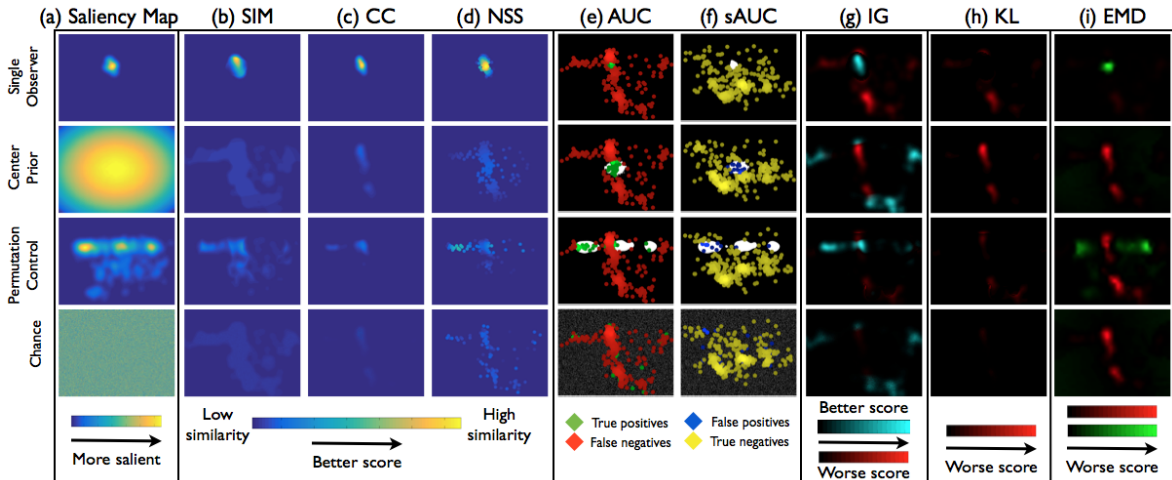 (a) Saliency Map (b) SIM (c) CC (d) NSS (e) AUC (f) sAUC (g) IG (h) KL (i) EMD
Single
Observer
Center
Prior
Permutation
Control
Chance
More salient
Low
similarity
High
similarity
Better score
True positives
False negatives
False positives
True negatives
Better score
Worse score
Worse score
Worse score